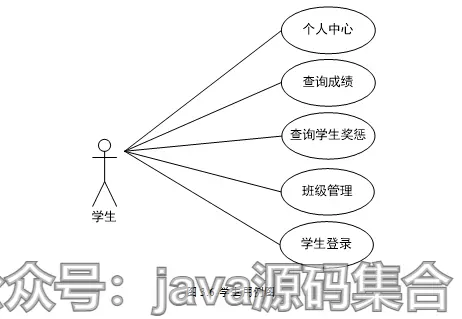 个人中心
查询成绩
查询学生奖惩
班级管理
学生登录
学生
公众号：java源码集合
图 3.6 学生用例图